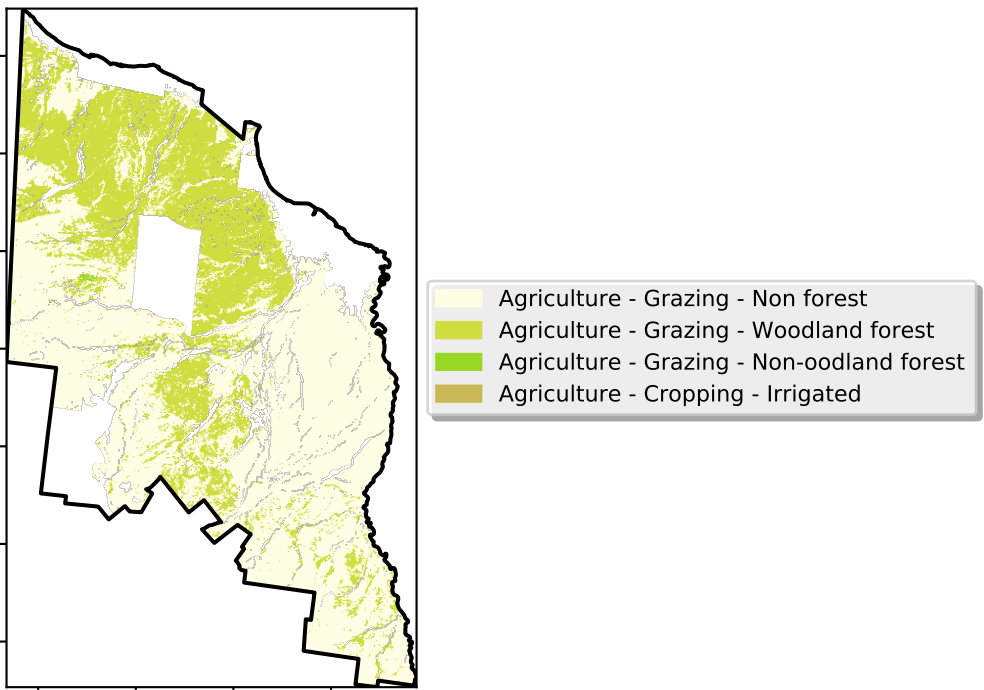 Agriculture - Grazing - Non forest
Agriculture - Grazing - Woodland forest
Agriculture - Grazing - Non-oodland forest
Agriculture - Cropping - Irrigated